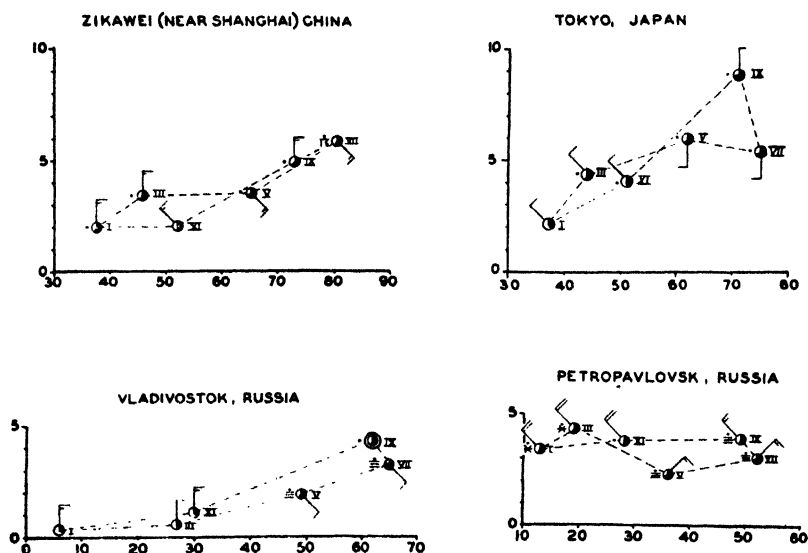 ZIKAWEI (NEAR SHANGHAI) CHINA
10
5
0
30 40 50 60 70 80 90
I
III
V
VII
IX
XI
TOKYO, JAPAN
10
5
0
30 40 50 60 70 80
I
III
V
VII
IX
VI
VLADIVOSTOK, RUSSIA
5
0
0 10 20 30 40 50 60 70
I
V
VII
IX
XI
PETROPAVLOVSK, RUSSIA
5
0
10 20 30 40 50 60
I
III
V
VII
IX
XI